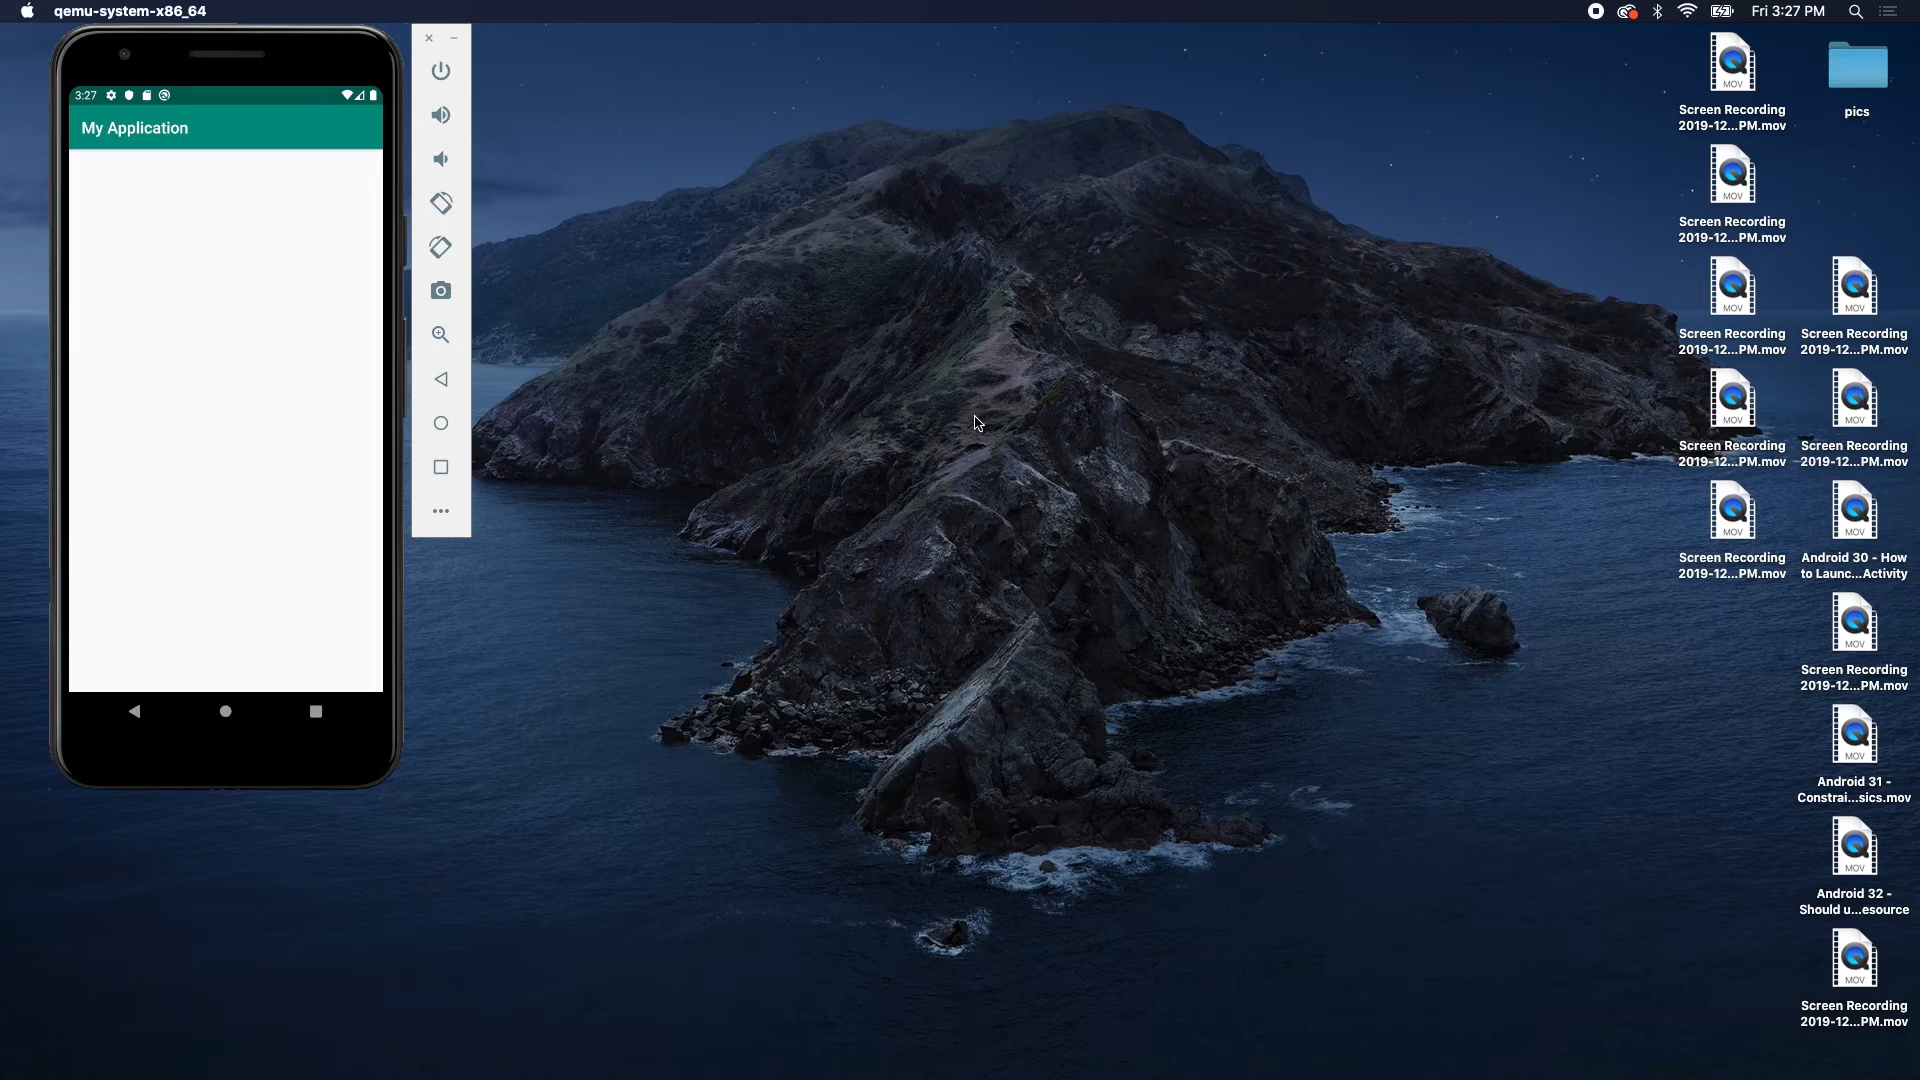 qemu-system-x86_64
Fri 3:27 PM
3:27
My Application
Screen Recording
2019-12...PM.mov
pics
Screen Recording
2019-12...PM.mov
Screen Recording
2019-12...PM.mov
Screen Recording
2019-12...PM.mov
Screen Recording
2019-12...PM.mov
Screen Recording
2019-12...PM.mov
Screen Recording
2019-12...PM.mov
Android 30 - How
to Launc...Activity
Screen Recording
2019-12...PM.mov
Android 31 -
Constrai...sics.mov
Android 32 -
Should u...esource
Screen Recording
2019-12...PM.mov
MOV
MOV
MOV
MOV
MOV
MOV
MOV
MOV
MOV
MOV
MOV
MOV